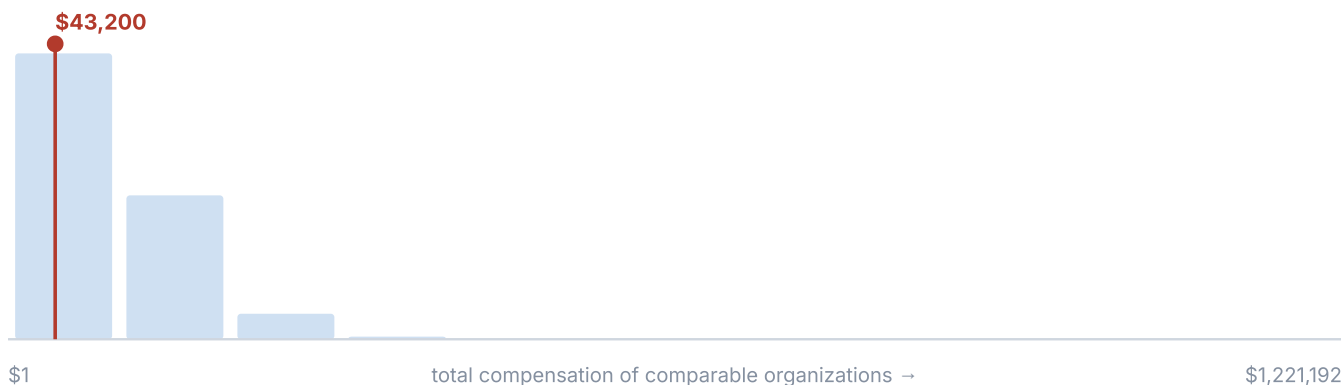 $43,200
$1
total compensation of comparable organizations →
$1,221,192